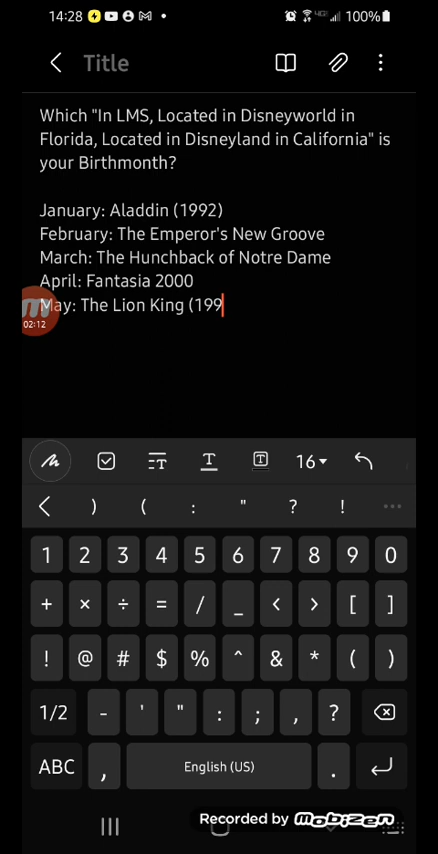 14:28 4G 100%
Title
Which "In LMS, Located in Disneyworld in
Florida, Located in Disneyland in California" is
your Birthmonth?
January: Aladdin (1992)
February: The Emperor's New Groove
March: The Hunchback of Notre Dame
April: Fantasia 2000
May: The Lion King (199
02:12
T T T 16
) ( : " ? !
1 2 3 4 5 6 7 8 9 0
+ × ÷ = / _ < > [ ]
! @ # $ % ^ & * ( )
1/2 - ' " : ; , ?
ABC , English (US) .
Recorded by mobizen